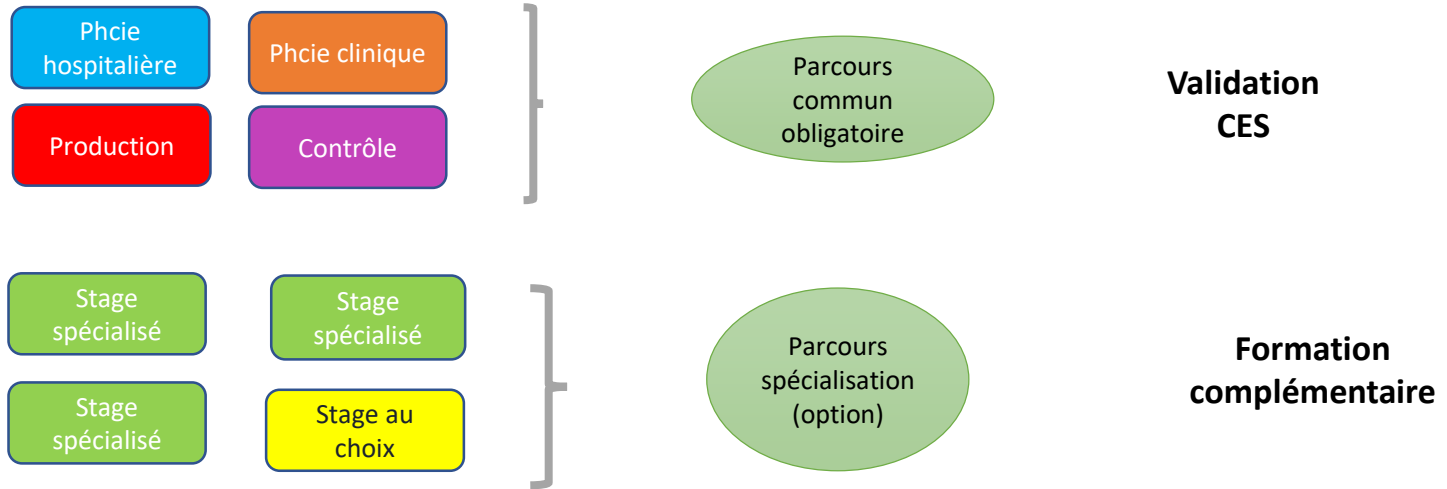 Phcie
hospitalière
Phcie clinique
Production
Contrôle
Parcours
commun
obligatoire
Validation
CES
Stage
spécialisé
Stage
spécialisé
Stage
spécialisé
Stage au
choix
Parcours
spécialisation
(option)
Formation
complémentaire